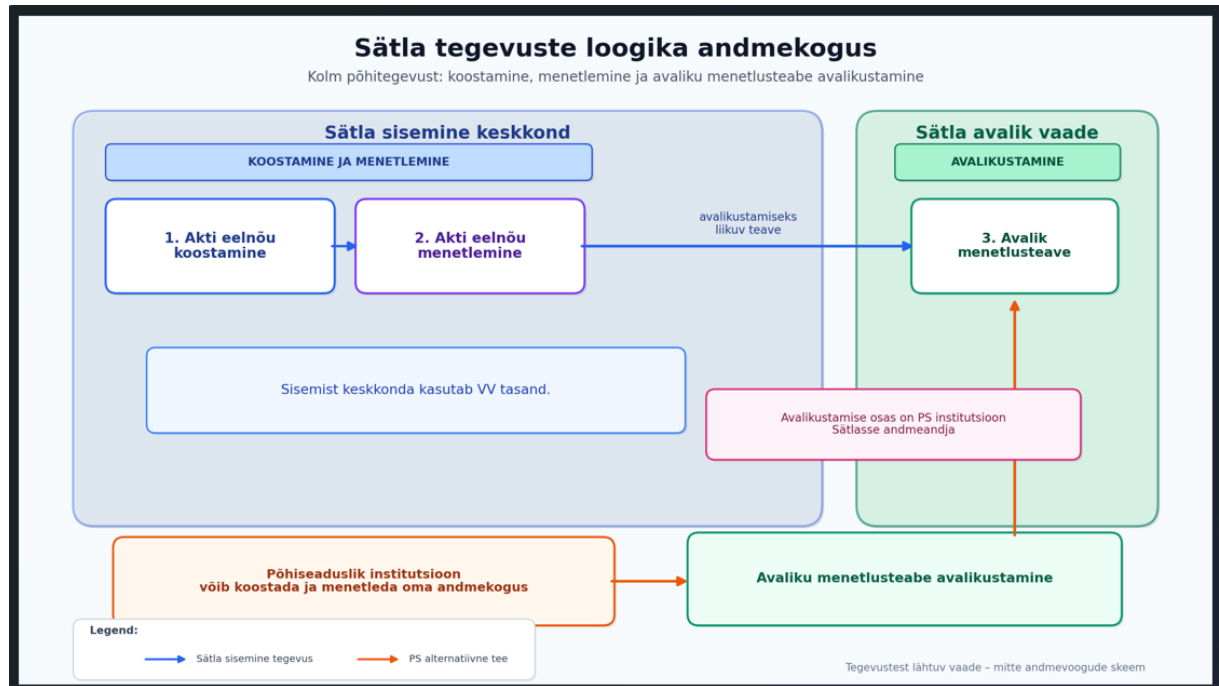 Sätla tegevuste loogika andmekogus
Kolm põhitegevust: koostamine, menetlemine ja avaliku menetlusteabe avalikustamine
Sätla sisemine keskkond
KOOSTAMINE JA MENETLEMINE
1. Akti eelnõu
koostamine
2. Akti eelnõu
menetlemine
avalikustamiseks
liikuv teave
Sätla avalik vaade
AVALIKUSTAMINE
3. Avalik
menetlusteave
Sisemist keskkonda kasutab VV tasand.
Avalikustamise osas on PS institutsioon
Sätlasse andmeandja
Põhiseaduslik institutsioon
võib koostada ja menetleda oma andmekogus
Avaliku menetlusteabe avalikustamine
Legend:
Sätla sisemine tegevus
PS alternatiivne tee
Tegevustest lähtuv vaade – mitte andmevoogude skeem